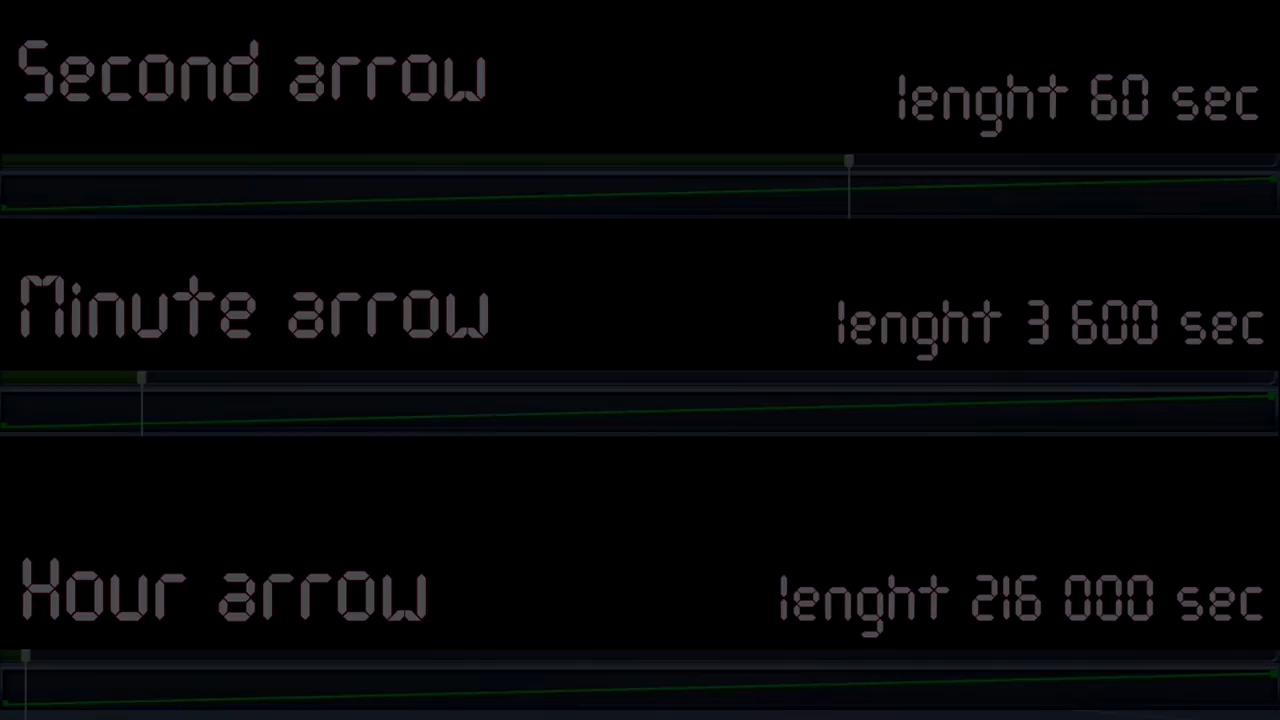 Second arrow
lenght 60 sec
Minute arrow
lenght 3 600 sec
Hour arrow
lenght 216 000 sec